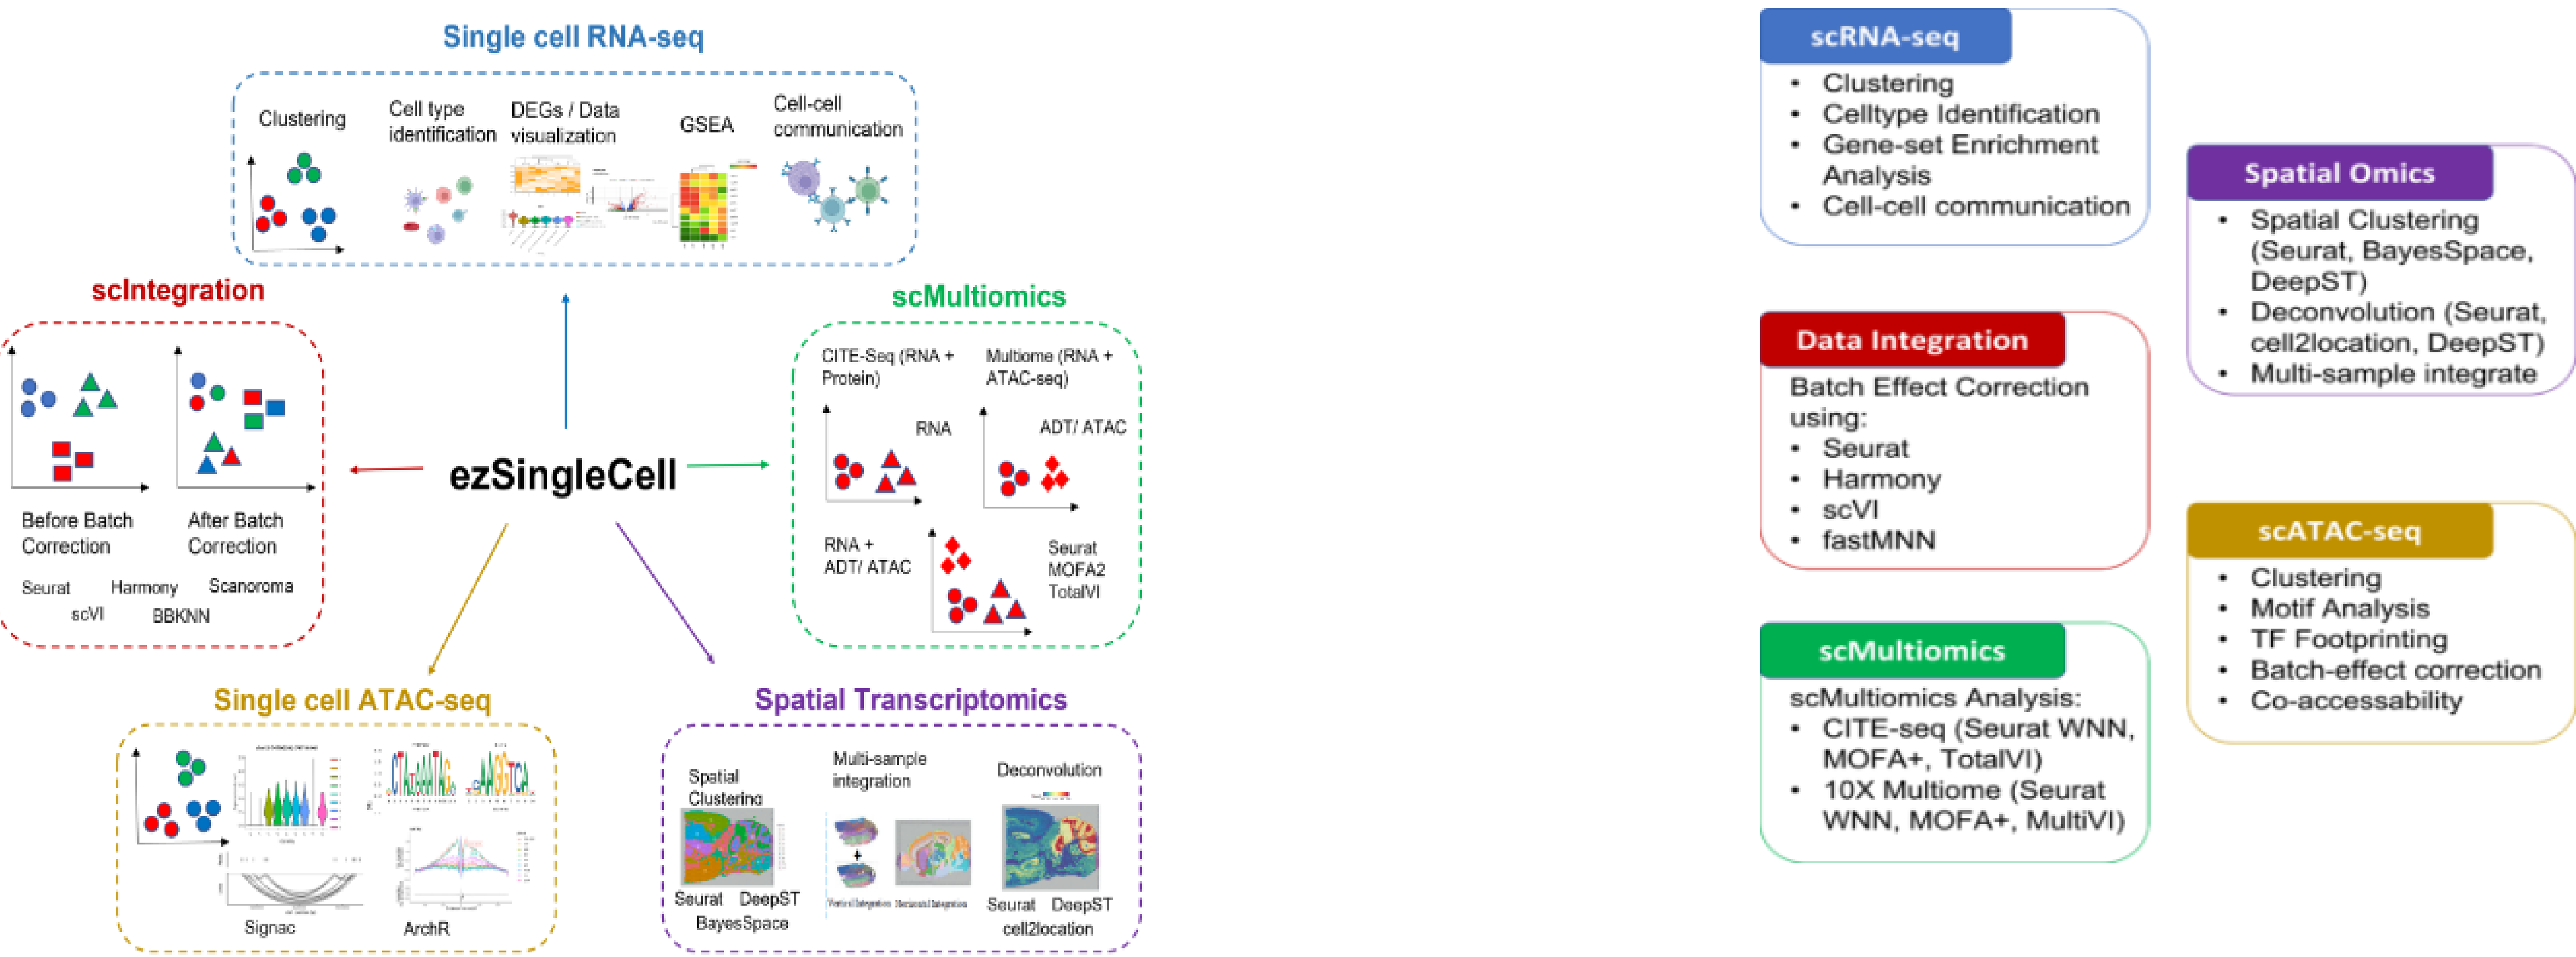 Single cell RNA-seq
Clustering
Cell type
identification
DEGs / Data
visualization
GSEA
Cell-cell
communication
scIntegration
Before Batch
Correction
After Batch
Correction
Seurat
Harmony
Scanoroma
scVI
BBKNN
ezSingleCell
scMultiomics
CITE-Seq (RNA +
Protein)
Multiome (RNA +
ATAC-seq)
RNA
ADT/ ATAC
RNA +
ADT/ ATAC
Seurat
MOFA2
TotalVI
Single cell ATAC-seq
Signac
ArchR
Spatial Transcriptomics
Spatial
Clustering
Multi-sample
integration
Deconvolution
+
Vertical Integration
Horizontal Integration
Seurat
DeepST
BayesSpace
Seurat
DeepST
cell2location
scRNA-seq
• Clustering
• Celltype Identification
• Gene-set Enrichment
Analysis
• Cell-cell communication
Data Integration
Batch Effect Correction
using:
• Seurat
• Harmony
• scVI
• fastMNN
scMultiomics
scMultiomics Analysis:
• CITE-seq (Seurat WNN,
MOFA+, TotalVI)
• 10X Multiome (Seurat
WNN, MOFA+, MultiVI)
Spatial Omics
• Spatial Clustering
(Seurat, BayesSpace,
DeepST)
• Deconvolution (Seurat,
cell2location, DeepST)
• Multi-sample integrate
scATAC-seq
• Clustering
• Motif Analysis
• TF Footprinting
• Batch-effect correction
• Co-accessability